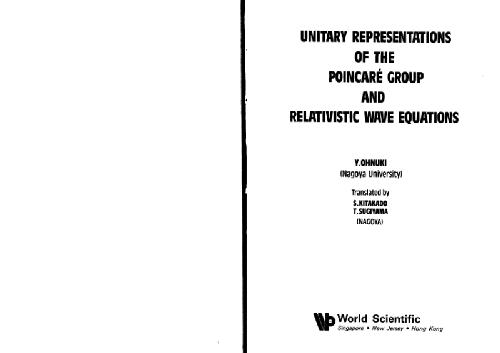 UNITARY REPRESENTATIONS
OF THE
POINCARÉ GROUP
AND
RELATIVISTIC WAVE EQUATIONS
Y. OHNUKI
(Nagoya University)
Translated by
S. KITAKADO
T. SUGIYAMA
(NAGOYA)
World Scientific
Singapore • New Jersey • Hong Kong